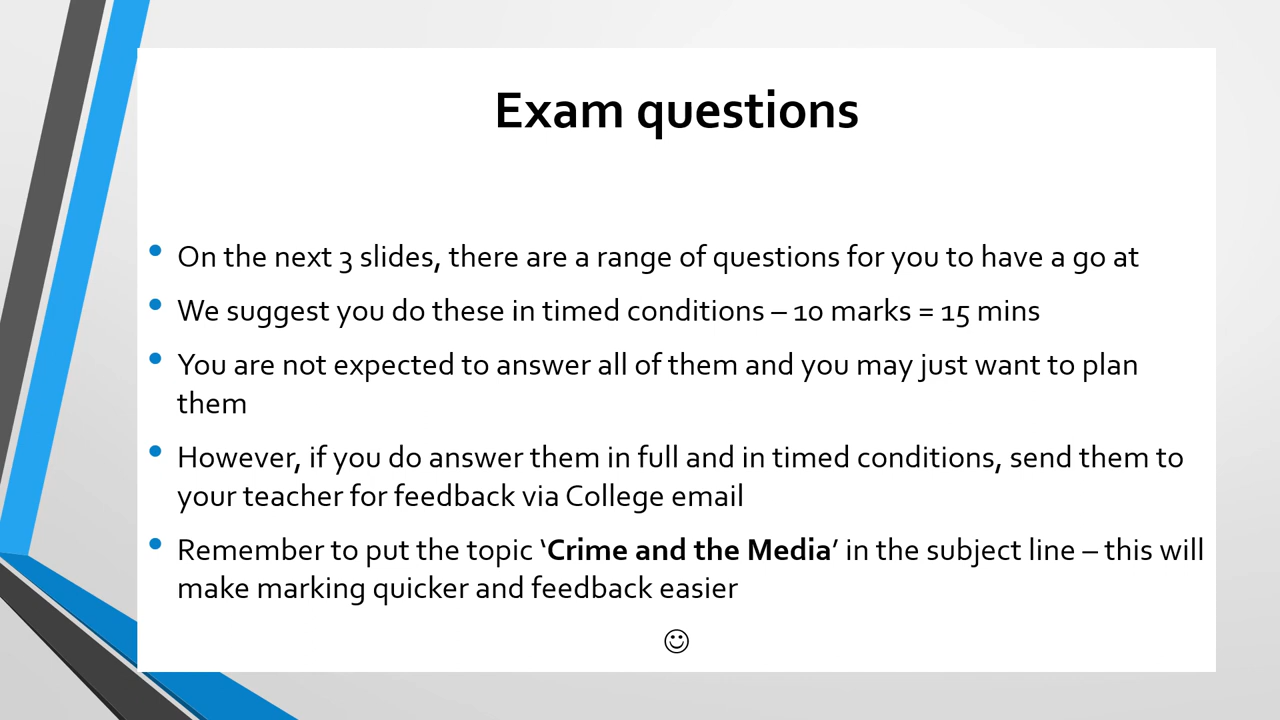 Exam questions
• On the next 3 slides, there are a range of questions for you to have a go at
• We suggest you do these in timed conditions – 10 marks = 15 mins
• You are not expected to answer all of them and you may just want to plan
them
• However, if you do answer them in full and in timed conditions, send them to
your teacher for feedback via College email
• Remember to put the topic ‘Crime and the Media’ in the subject line – this will
make marking quicker and feedback easier
☺